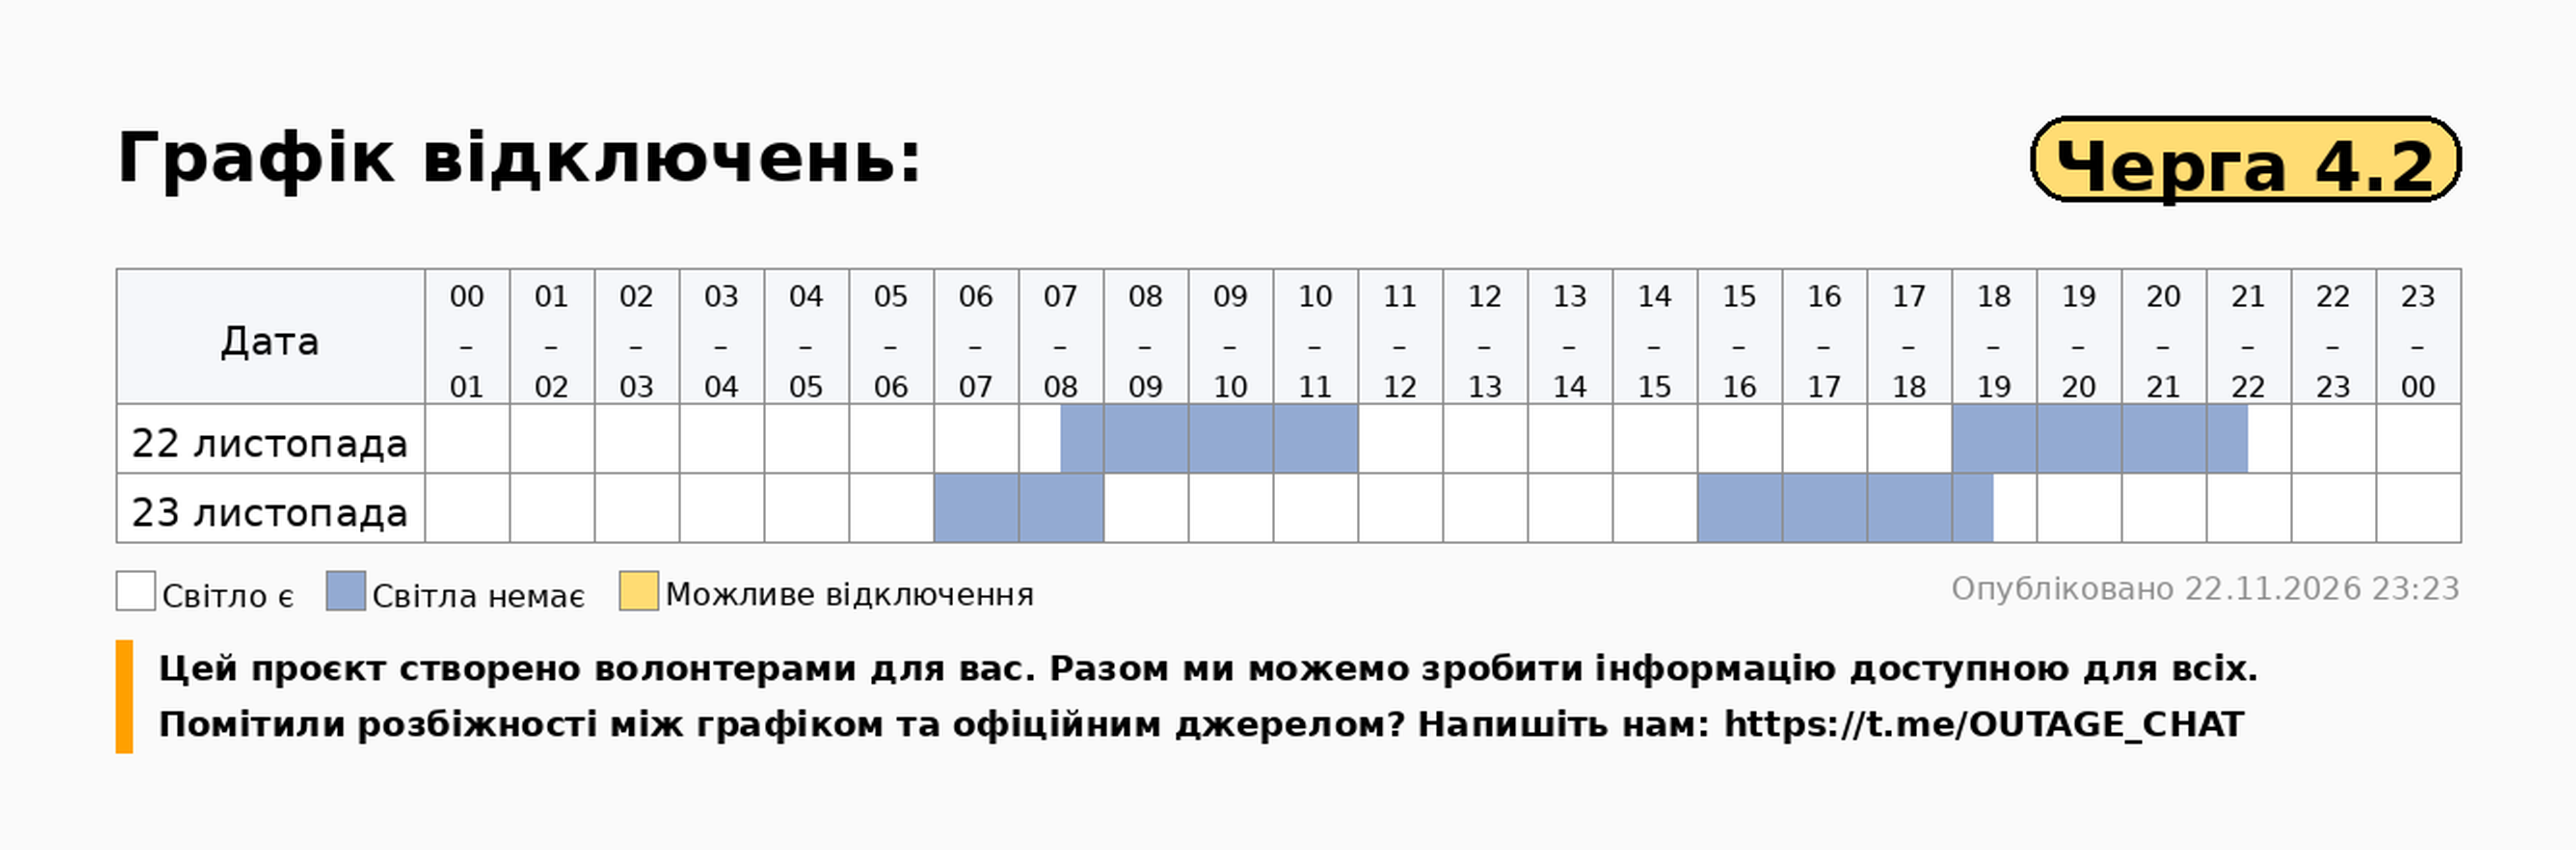 Графік відключень:
Черга 4.2
Дата 00 – 01 01 – 02 02 – 03 03 – 04 04 – 05 05 – 06 06 – 07 07 – 08 08 – 09 09 – 10 10 – 11 11 – 12 12 – 13 13 – 14 14 – 15 15 – 16 16 – 17 17 – 18 18 – 19 19 – 20 20 – 21 21 – 22 22 – 23 23 – 00
22 листопада
23 листопада
Світло є Світла немає Можливе відключення
Опубліковано 22.11.2026 23:23
Цей проєкт створено волонтерами для вас. Разом ми можемо зробити інформацію доступною для всіх.
Помітили розбіжності між графіком та офіційним джерелом? Напишіть нам: https://t.me/OUTAGE_CHAT